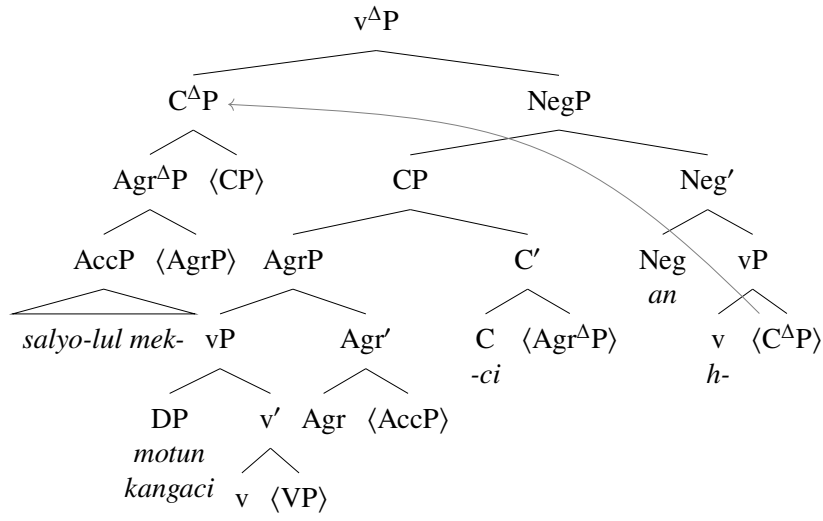 v^ΔP
C^ΔP NegP
Agr^ΔP ⟨CP⟩ CP Neg′
AccP ⟨AgrP⟩ AgrP C′ Neg vP
an
salyo-lul mek- vP Agr′ C ⟨Agr^ΔP⟩ v ⟨C^ΔP⟩
-ci h-
DP v′ Agr ⟨AccP⟩
motun
kangaci v ⟨VP⟩